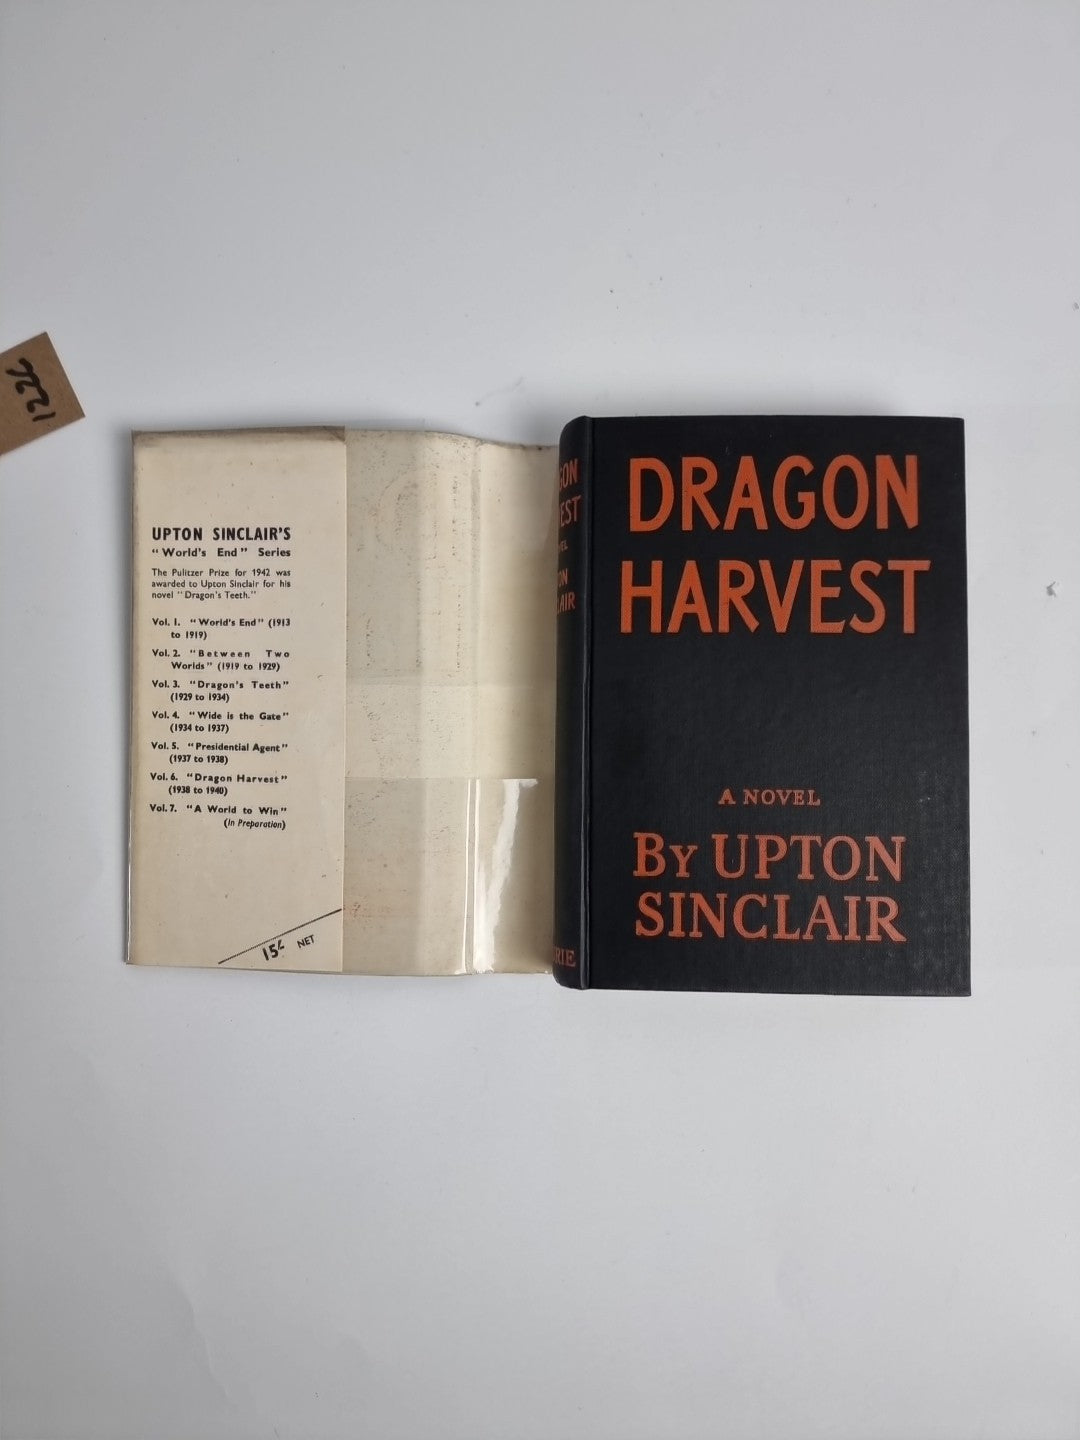 1226
UPTON SINCLAIR'S
"World's End" Series
The Pulitzer Prize for 1942 was
awarded to Upton Sinclair for his
novel "Dragon's Teeth."
Vol. 1. "World's End" (1913
to 1919)
Vol. 2. "Between Two
Worlds" (1919 to 1929)
Vol. 3. "Dragon's Teeth"
(1929 to 1934)
Vol. 4. "Wide is the Gate"
(1934 to 1937)
Vol. 5. "Presidential Agent"
(1937 to 1938)
Vol. 6. "Dragon Harvest"
(1938 to 1940)
Vol. 7. "A World to Win"
(In Preparation)
15/- NET
DRAGON
HARVEST
A NOVEL
BY UPTON
SINCLAIR